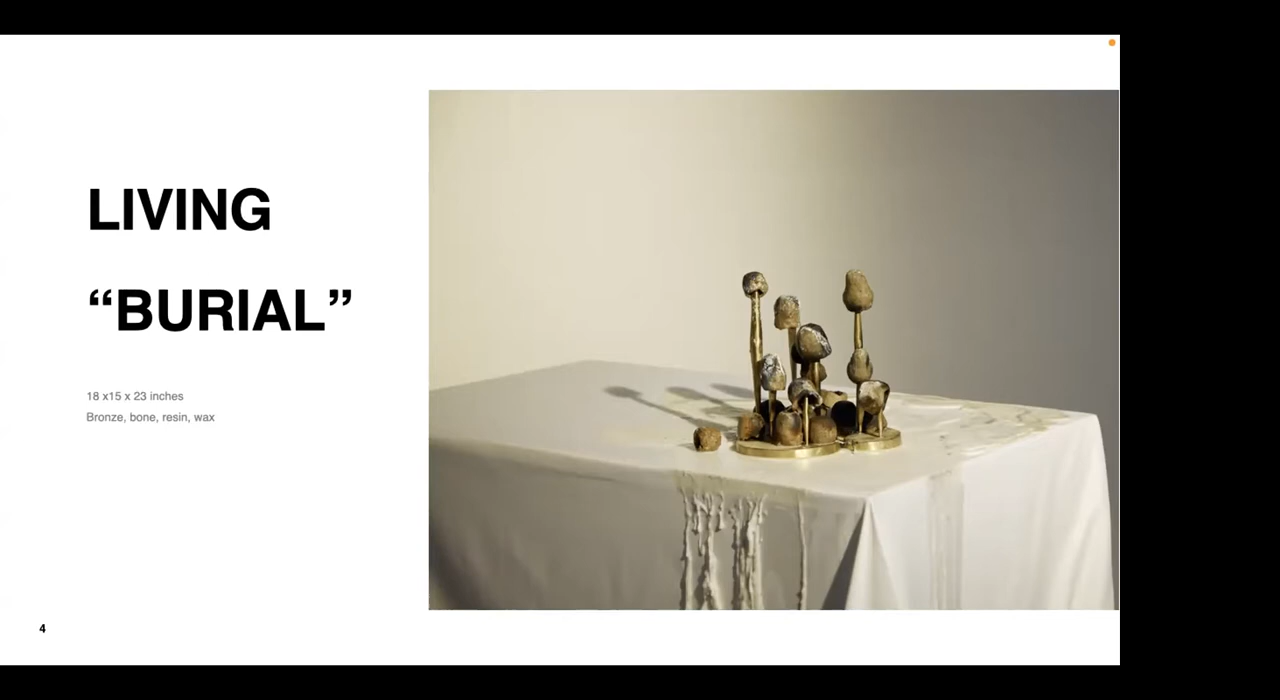 LIVING
“BURIAL”
18 x15 x 23 inches
Bronze, bone, resin, wax
4